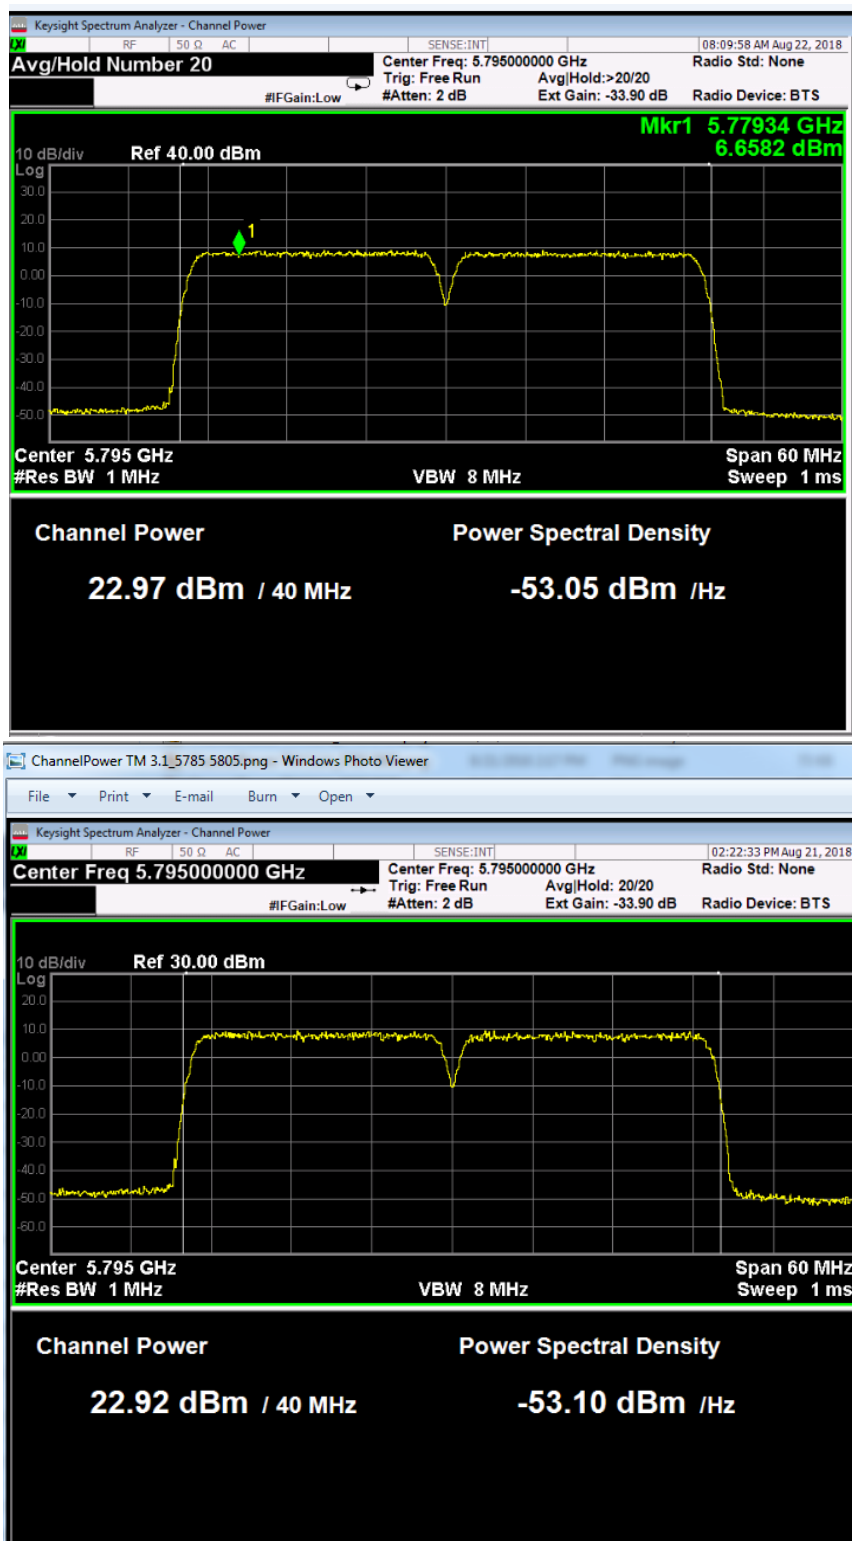 Keysight Spectrum Analyzer - Channel Power
LXI RF 50 Ω AC SENSE:INT 08:09:58 AM Aug 22, 2018
Avg/Hold Number 20 Center Freq: 5.795000000 GHz Radio Std: None
Trig: Free Run Avg|Hold:>20/20
#IFGain:Low #Atten: 2 dB Ext Gain: -33.90 dB Radio Device: BTS
Mkr1 5.77934 GHz
6.6582 dBm
10 dB/div Ref 40.00 dBm
Log
30.0
20.0
1
10.0
0.00
-10.0
-20.0
-30.0
-40.0
-50.0
Center 5.795 GHz Span 60 MHz
#Res BW 1 MHz VBW 8 MHz Sweep 1 ms
Channel Power Power Spectral Density
22.97 dBm / 40 MHz -53.05 dBm /Hz
ChannelPower TM 3.1_5785 5805.png - Windows Photo Viewer
File Print E-mail Burn Open
Keysight Spectrum Analyzer - Channel Power
LXI RF 50 Ω AC SENSE:INT 02:22:33 PM Aug 21, 2018
Center Freq 5.795000000 GHz Center Freq: 5.795000000 GHz Radio Std: None
Trig: Free Run Avg|Hold: 20/20
#IFGain:Low #Atten: 2 dB Ext Gain: -33.90 dB Radio Device: BTS
10 dB/div Ref 30.00 dBm
Log
20.0
10.0
0.00
-10.0
-20.0
-30.0
-40.0
-50.0
-60.0
Center 5.795 GHz Span 60 MHz
#Res BW 1 MHz VBW 8 MHz Sweep 1 ms
Channel Power Power Spectral Density
22.92 dBm / 40 MHz -53.10 dBm /Hz